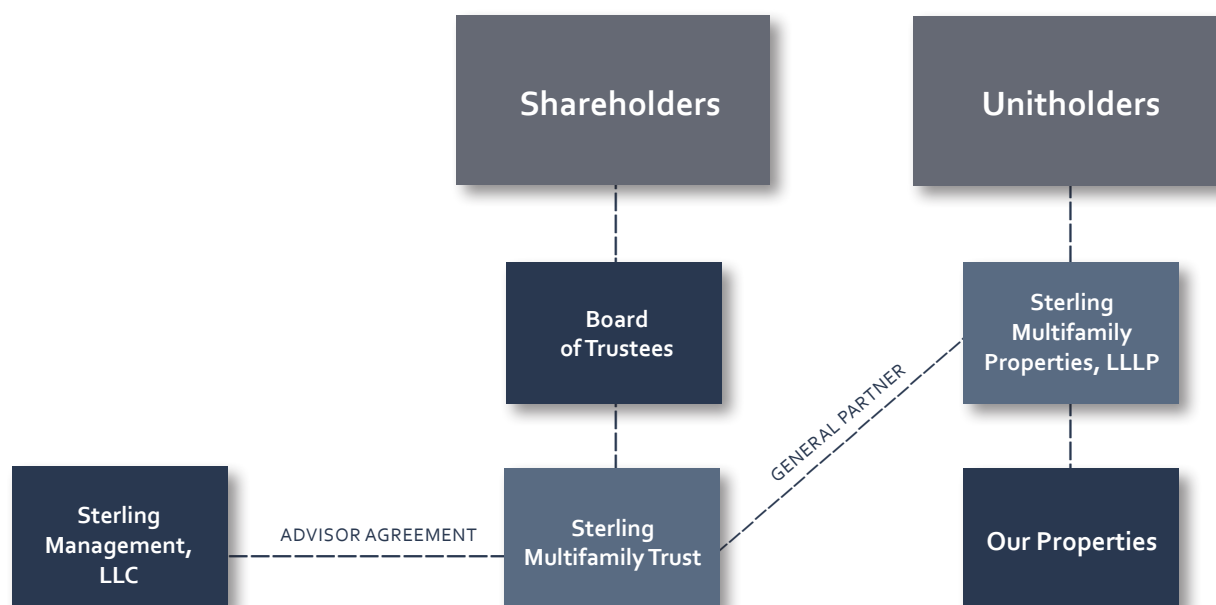 Shareholders
Unitholders
Board
of Trustees
Sterling
Multifamily
Properties, LLLP
GENERAL PARTNER
Sterling
Management,
LLC
ADVISOR AGREEMENT
Sterling
Multifamily Trust
Our Properties